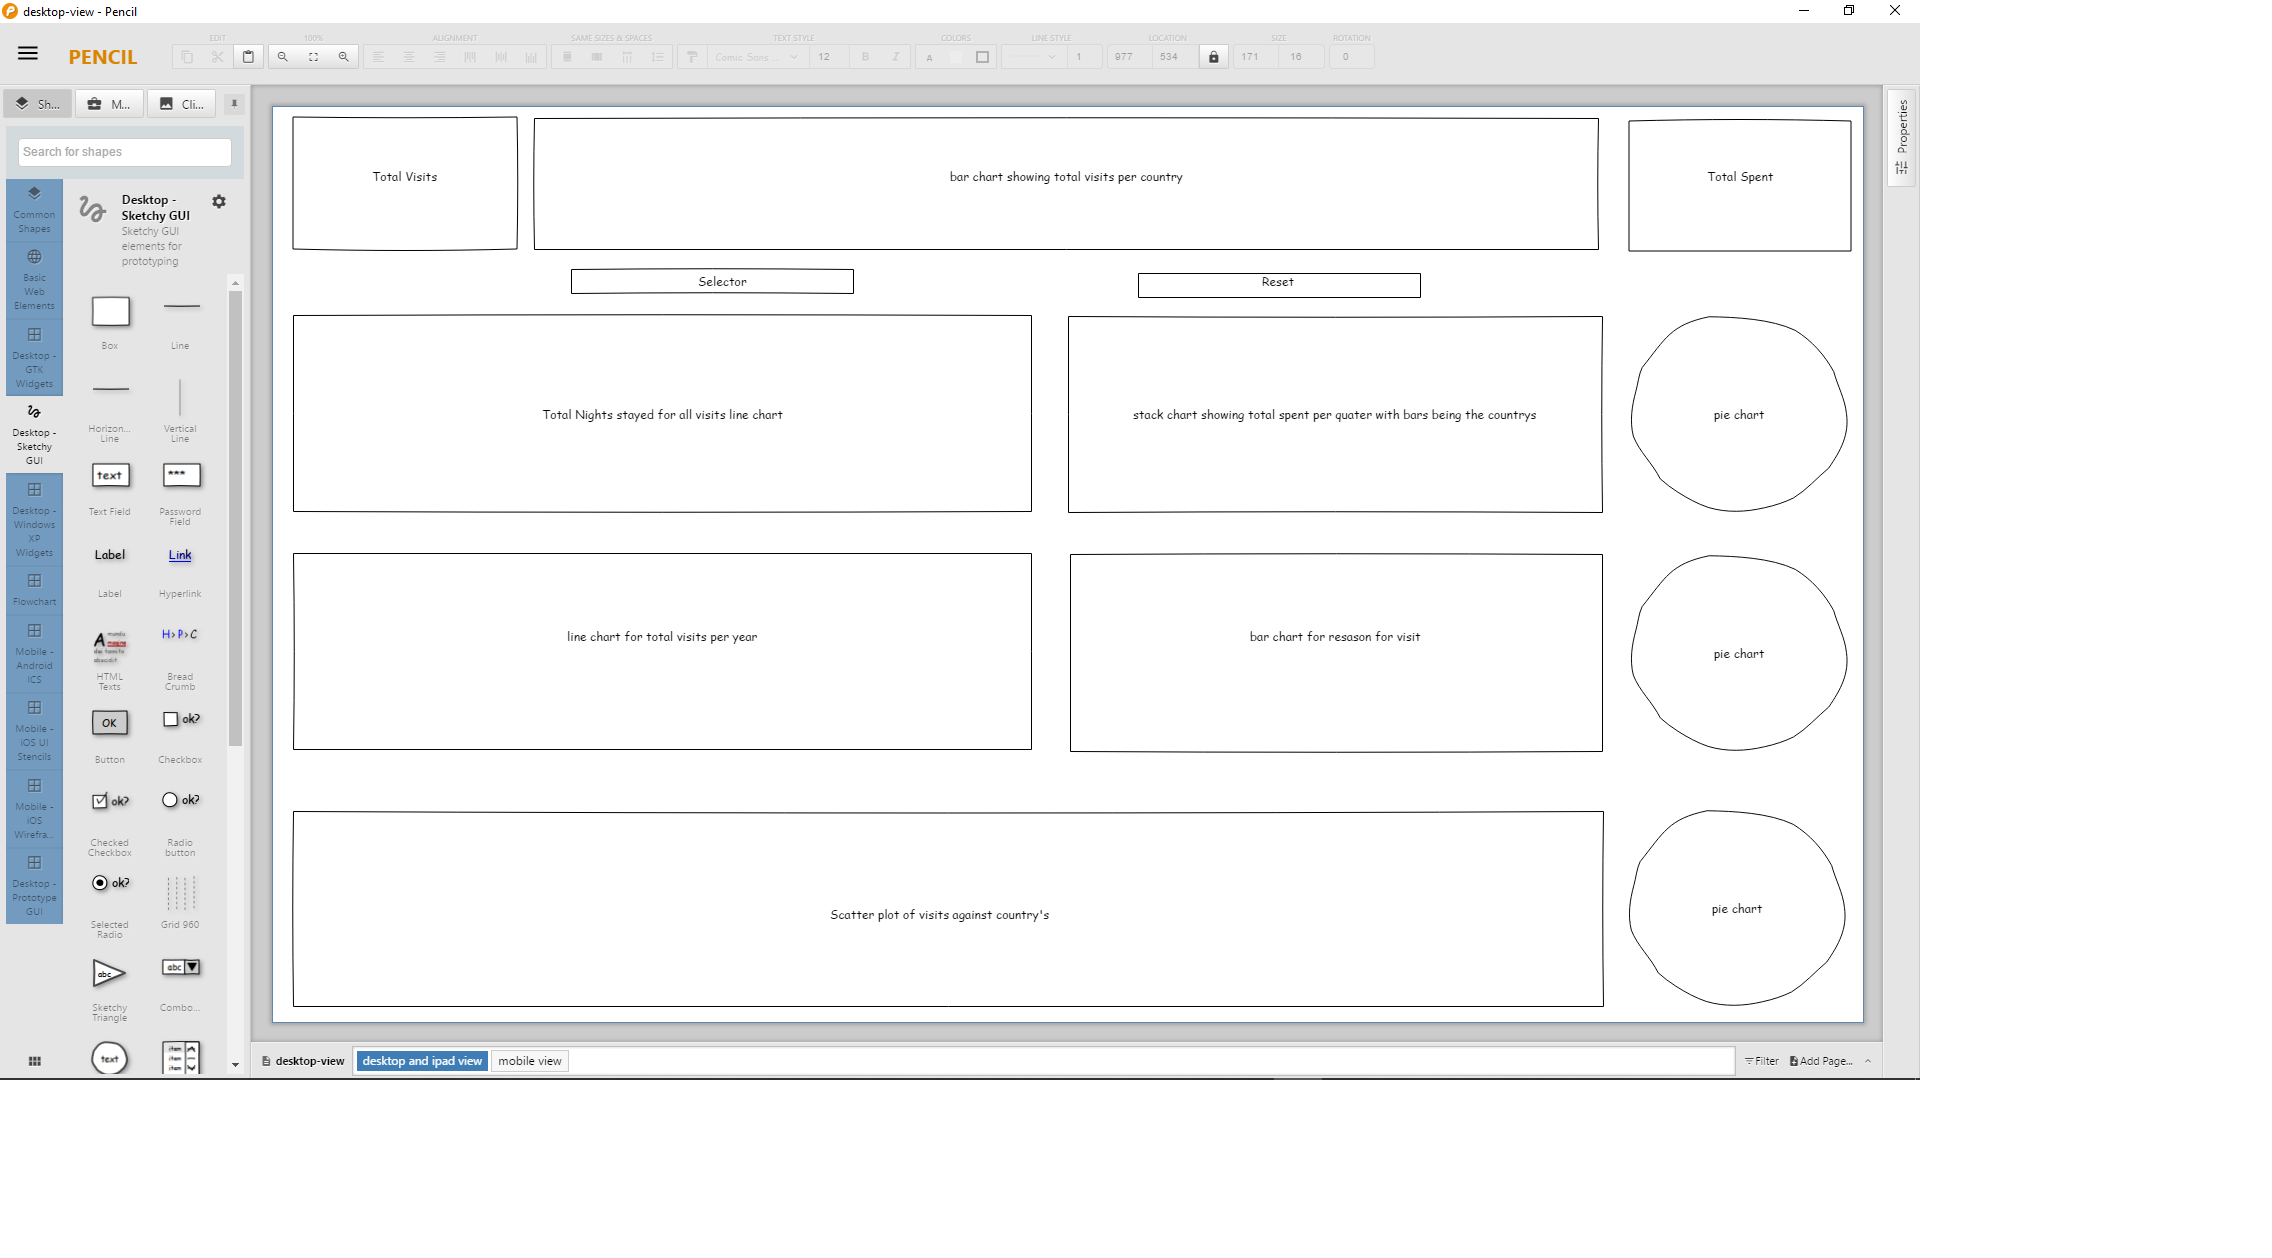 desktop-view - Pencil
EDIT 100% ALIGNMENT SAME SIZES & SPACES TEXT STYLE COLORS LINE STYLE LOCATION SIZE ROTATION
PENCIL
Comic Sans ... 12 B I A 1 977 534 171 16 0
Sh... M... Cli...
Search for shapes
Common
Shapes
Basic
Web
Elements
Desktop -
GTK
Widgets
Desktop -
Sketchy
GUI
Desktop -
Windows
XP
Widgets
Flowchart
Mobile -
Android
ICS
Mobile -
iOS UI
Stencils
Mobile -
iOS
Wirefra...
Desktop -
Prototype
GUI
Desktop -
Sketchy GUI
Sketchy GUI
elements for
prototyping
Box Line
Horizon...
Line
Vertical
Line
text ***
Text Field
Password
Field
Label Link
Label Hyperlink
A
H>P>C
HTML
Texts
Bread
Crumb
OK ok?
Button Checkbox
ok? ok?
Checked
Checkbox
Radio
button
ok?
Selected
Radio
Grid 960
abc abc
Sketchy
Triangle
Combo...
text
item
item
item
Total Visits
bar chart showing total visits per country
Total Spent
Selector
Reset
Total Nights stayed for all visits line chart
stack chart showing total spent per quater with bars being the countrys
pie chart
line chart for total visits per year
bar chart for resason for visit
pie chart
Scatter plot of visits against country's
pie chart
Properties
desktop-view desktop and ipad view mobile view
Filter Add Page...